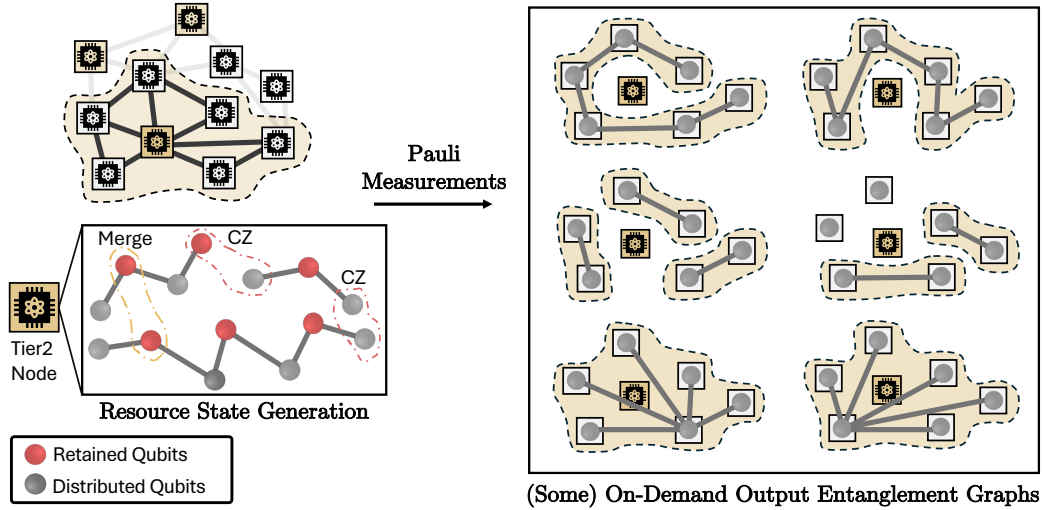 Pauli
Measurements
Merge
CZ
CZ
Tier2
Node
Resource State Generation
Retained Qubits
Distributed Qubits
(Some) On-Demand Output Entanglement Graphs